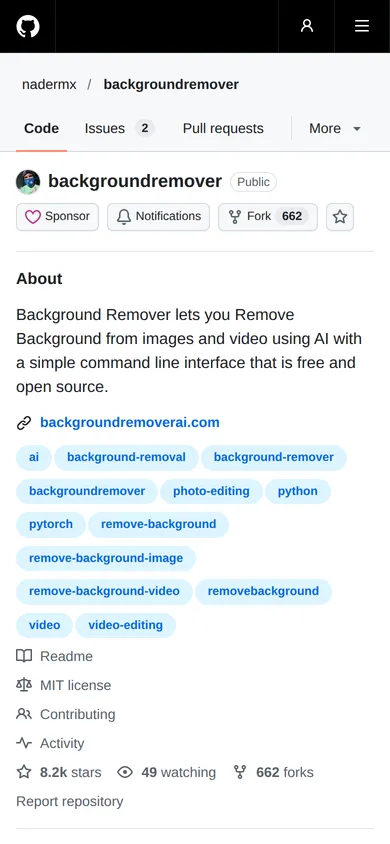 nadermx / backgroundremover
Code Issues 2 Pull requests More
backgroundremover Public
Sponsor Notifications Fork 662
About
Background Remover lets you Remove
Background from images and video using AI with
a simple command line interface that is free and
open source.
backgroundremoverai.com
ai background-removal background-remover
backgroundremover photo-editing python
pytorch remove-background
remove-background-image
remove-background-video removebackground
video video-editing
Readme
MIT license
Contributing
Activity
8.2k stars 49 watching 662 forks
Report repository